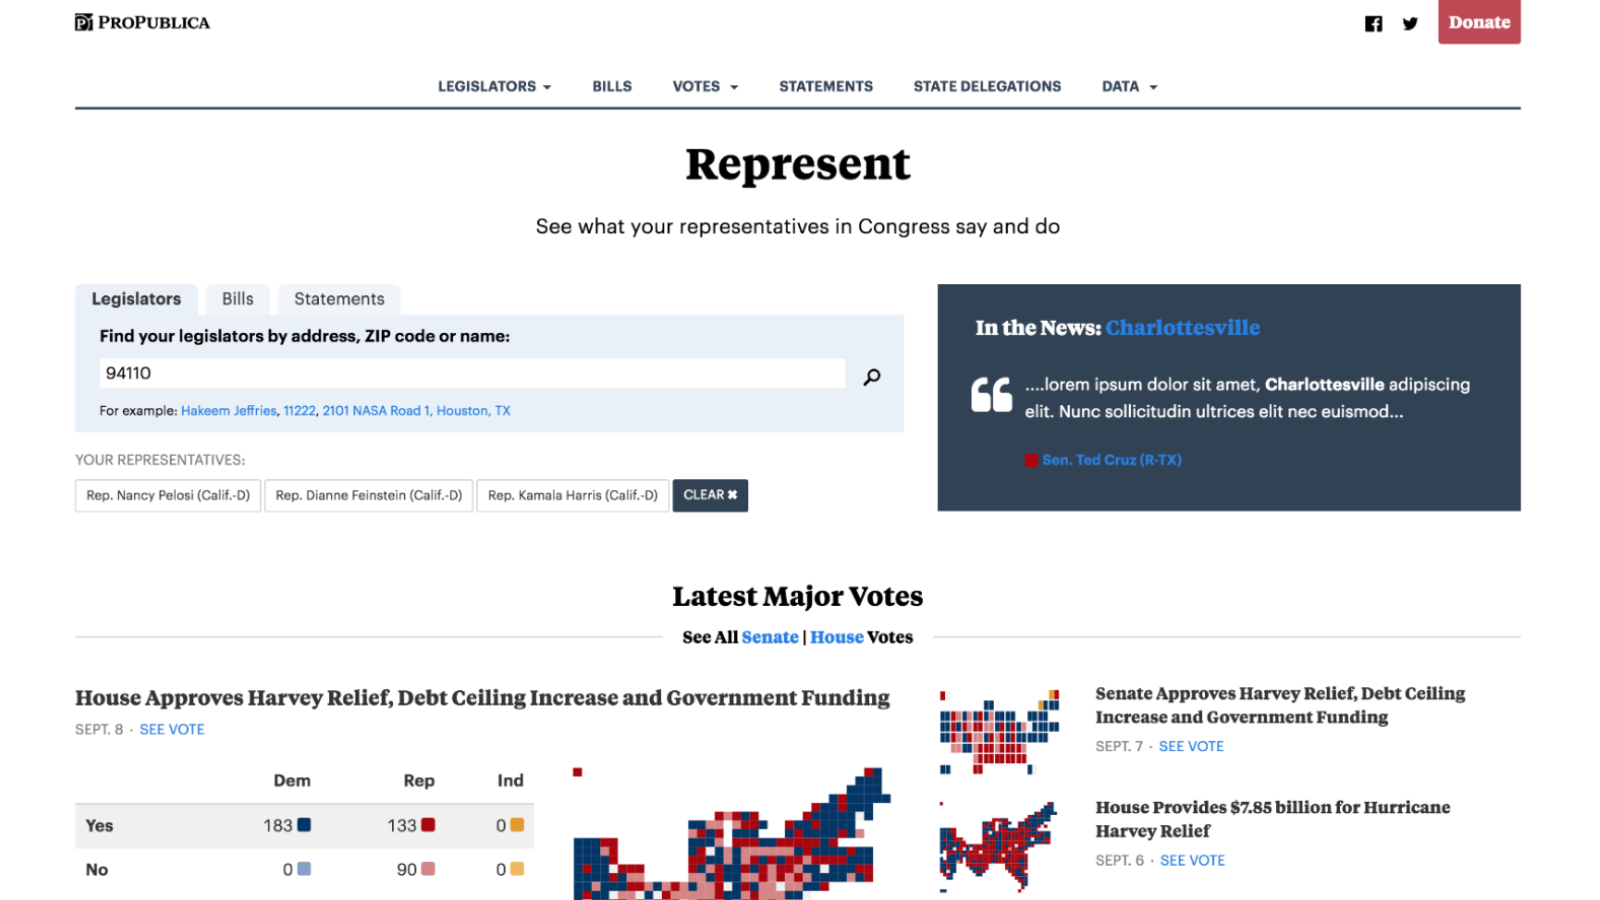 PROPUBLICA
Donate
LEGISLATORS BILLS VOTES STATEMENTS STATE DELEGATIONS DATA
Represent
See what your representatives in Congress say and do
Legislators Bills Statements
Find your legislators by address, ZIP code or name:
94110
For example: Hakeem Jeffries, 11222, 2101 NASA Road 1, Houston, TX
YOUR REPRESENTATIVES:
Rep. Nancy Pelosi (Calif.-D) Rep. Dianne Feinstein (Calif.-D) Rep. Kamala Harris (Calif.-D) CLEAR ✖
In the News: Charlottesville
“
....lorem ipsum dolor sit amet, Charlottesville adipiscing
elit. Nunc sollicitudin ultrices elit nec euismod...
Sen. Ted Cruz (R-TX)
Latest Major Votes
See All Senate | House Votes
House Approves Harvey Relief, Debt Ceiling Increase and Government Funding
SEPT. 8 · SEE VOTE
Dem Rep Ind
Yes 183 133 0
No 0 90 0
Senate Approves Harvey Relief, Debt Ceiling
Increase and Government Funding
SEPT. 7 · SEE VOTE
House Provides $7.85 billion for Hurricane
Harvey Relief
SEPT. 6 · SEE VOTE